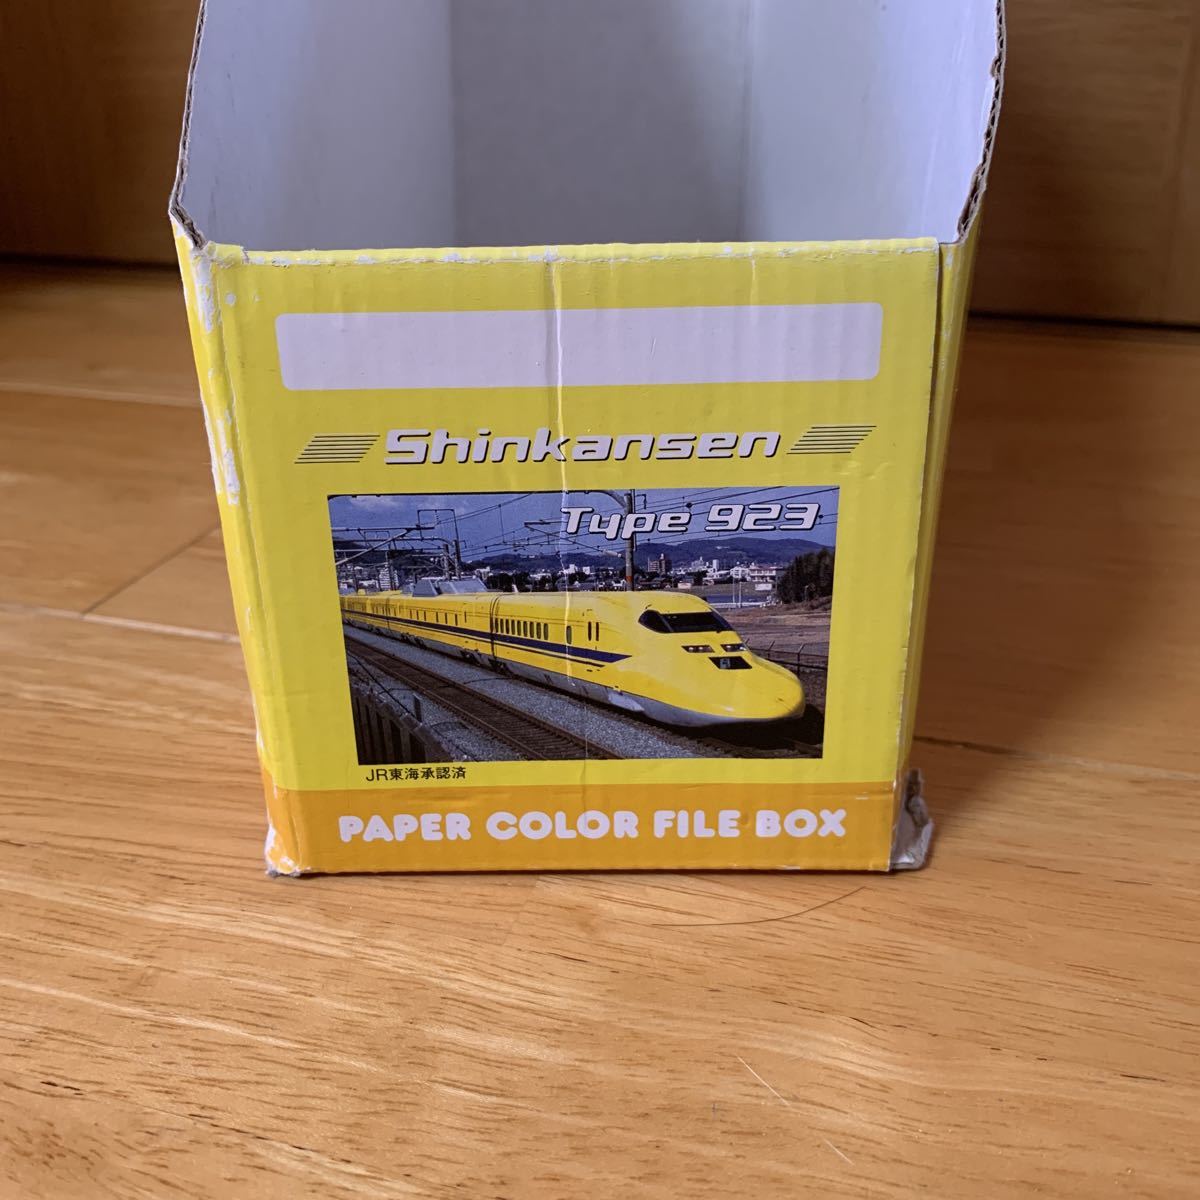 Shinkansen
Type 923
JR東海承認済
PAPER COLOR FILE BOX